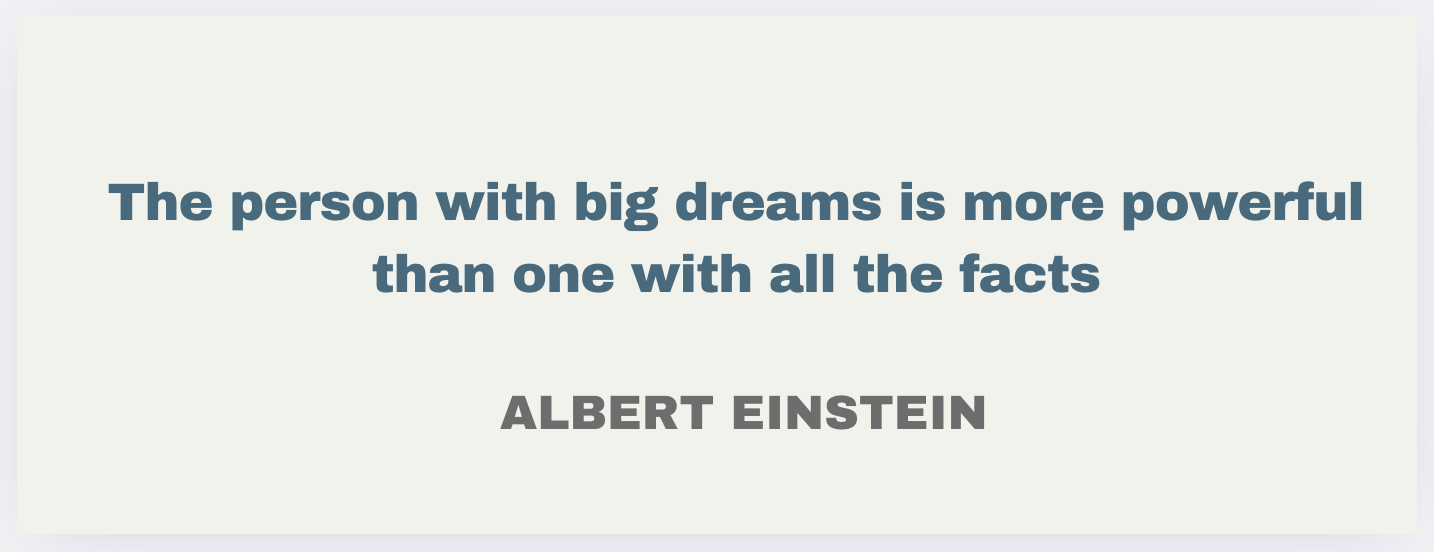 The person with big dreams is more powerful
than one with all the facts
ALBERT EINSTEIN